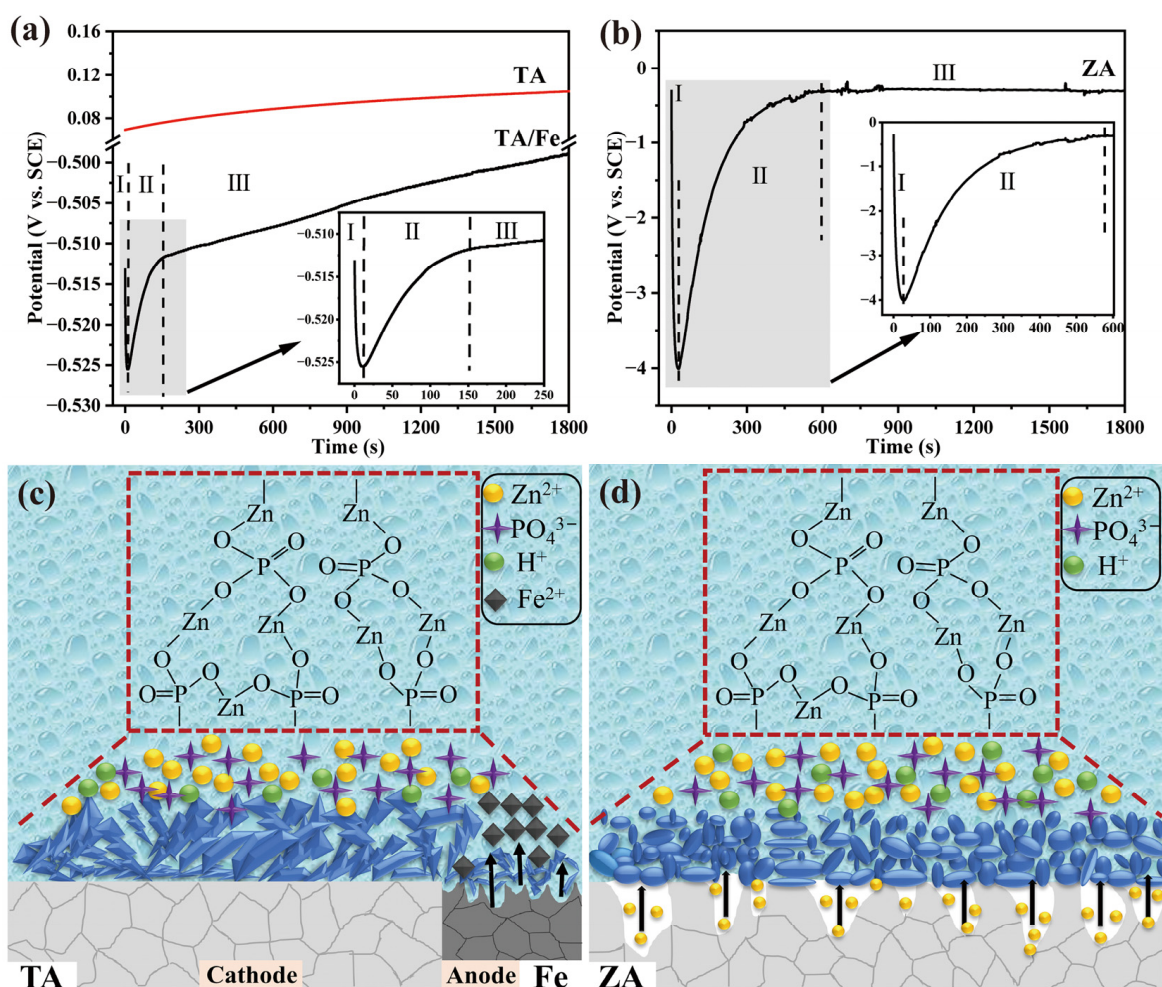 (a)
0.16
0.12
0.08
−0.500
−0.505
−0.510
−0.515
−0.520
−0.525
−0.530
Potential (V vs. SCE)
TA
TA/Fe
I II III
I II III
−0.510
−0.515
−0.520
−0.525
0 50 100 150 200 250
0 300 600 900 1200 1500 1800
Time (s)
(b)
0
−1
−2
−3
−4
Potential (V vs. SCE)
ZA
I
II
III
0
−1
−2
−3
−4
I
II
0 100 200 300 400 500 600
0 300 600 900 1200 1500 1800
Time (s)
(c)
Zn²⁺
PO₄³⁻
H⁺
Fe²⁺
Zn Zn
O P O O
O=P O
O O O O
Zn Zn Zn Zn
O O O O
O=P O Zn O P=O P=O
TA Cathode Anode Fe
(d)
Zn²⁺
PO₄³⁻
H⁺
Zn Zn
O P O O
O=P O
O O O O
Zn Zn Zn Zn
O O O O
O=P O Zn O P=O P=O
ZA